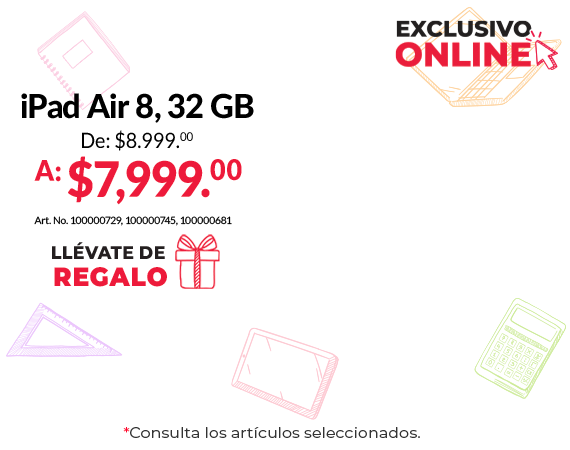 EXCLUSIVO
ONLINE
iPad Air 8, 32 GB
De: $8.999.00
A: $7,999.00
Art. No. 100000729, 100000745, 100000681
LLÉVATE DE
REGALO
*Consulta los artículos seleccionados.